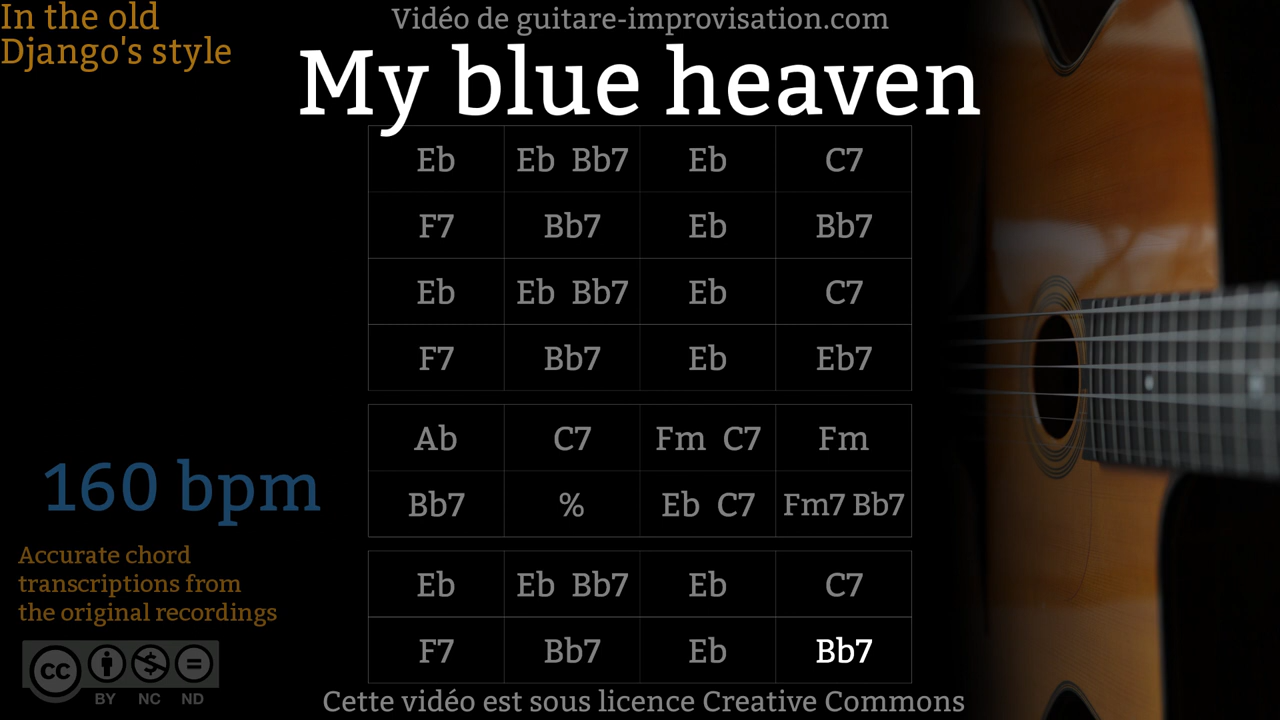 In the old
Django's style
Vidéo de guitare-improvisation.com
My blue heaven
Eb Eb Bb7 Eb C7
F7 Bb7 Eb Bb7
Eb Eb Bb7 Eb C7
F7 Bb7 Eb Eb7
Ab C7 Fm C7 Fm
Bb7 % Eb C7 Fm7 Bb7
Eb Eb Bb7 Eb C7
F7 Bb7 Eb Bb7
160 bpm
Accurate chord
transcriptions from
the original recordings
cc
BY NC ND
Cette vidéo est sous licence Creative Commons